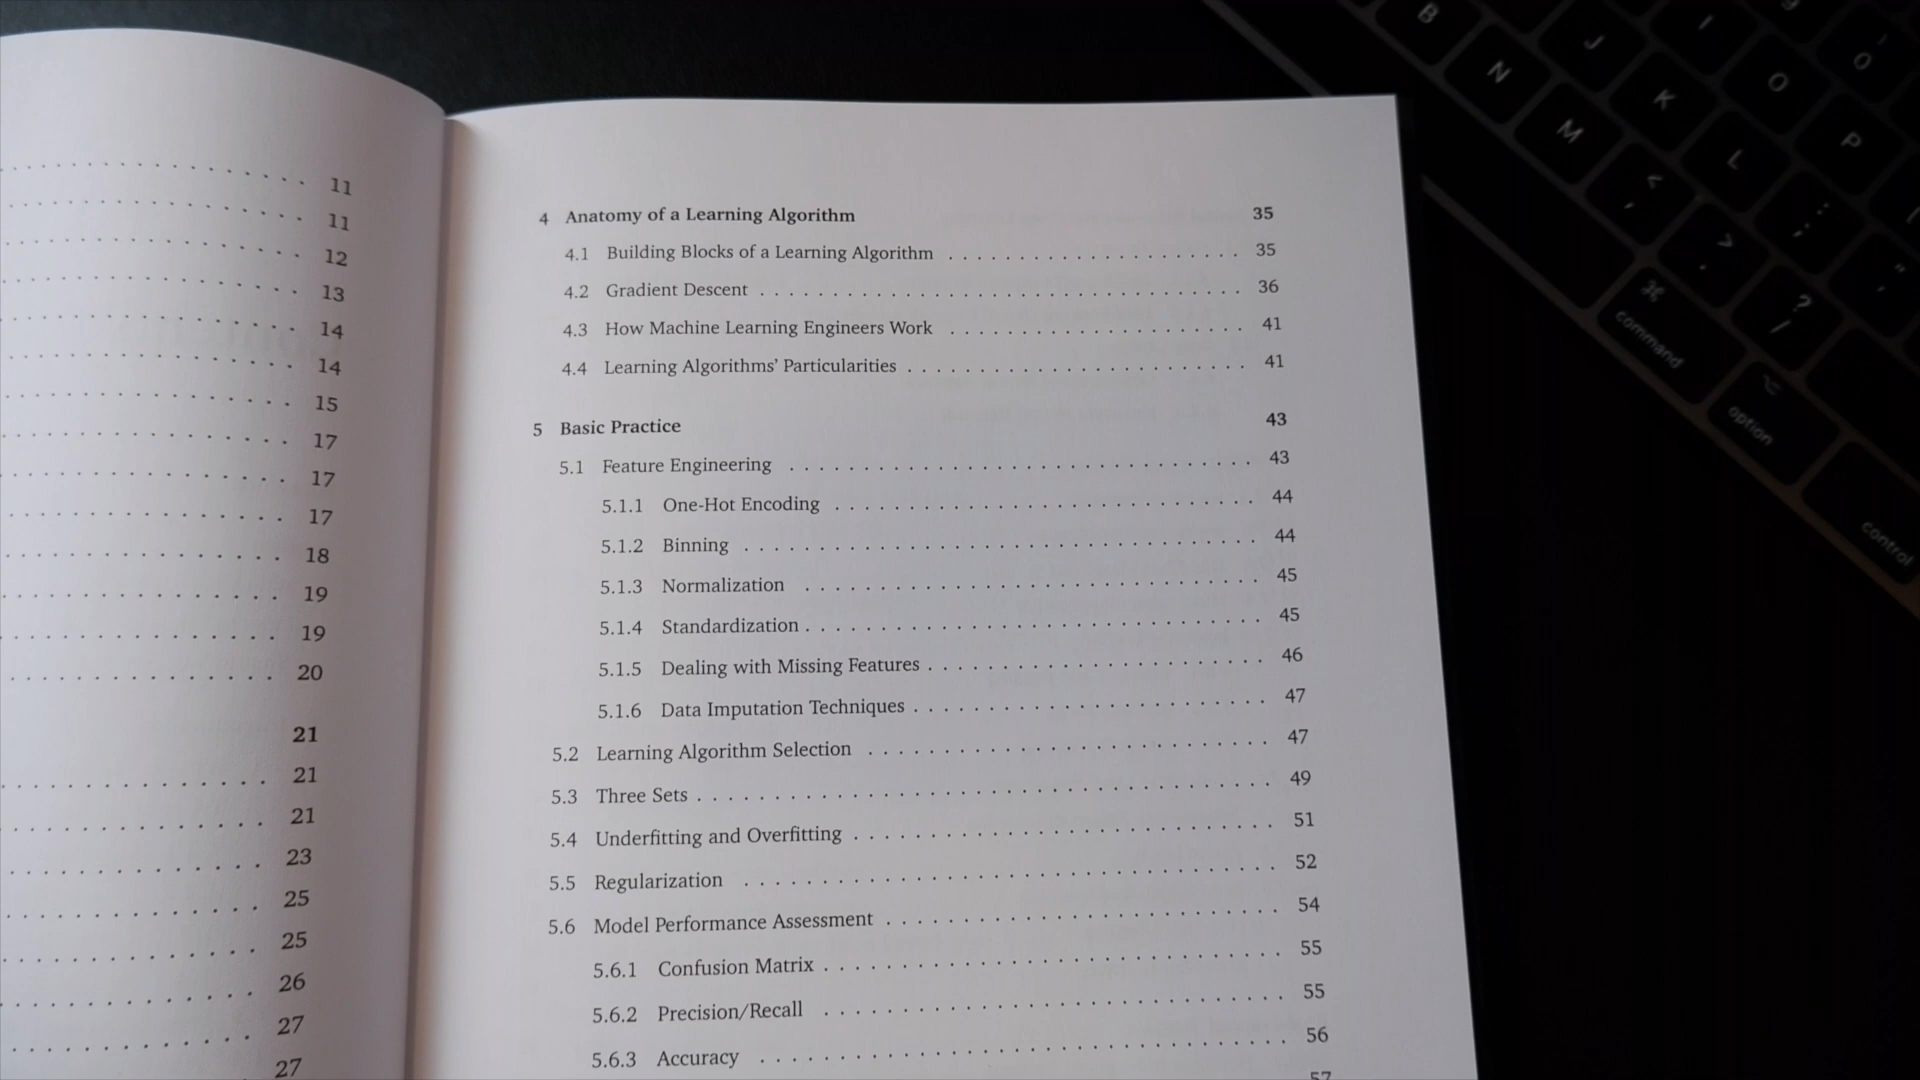 11
11
12
13
14
14
15
17
17
17
18
19
19
20
21
21
21
23
25
25
26
27
27
4 Anatomy of a Learning Algorithm 35
4.1 Building Blocks of a Learning Algorithm . . . . . . . . . . . . . . . . . . . . . 35
4.2 Gradient Descent . . . . . . . . . . . . . . . . . . . . . . . . . . . . . . . . . . 36
4.3 How Machine Learning Engineers Work . . . . . . . . . . . . . . . . . . . . . 41
4.4 Learning Algorithms' Particularities . . . . . . . . . . . . . . . . . . . . . . . . 41
5 Basic Practice 43
5.1 Feature Engineering . . . . . . . . . . . . . . . . . . . . . . . . . . . . . . . . 43
5.1.1 One-Hot Encoding . . . . . . . . . . . . . . . . . . . . . . . . . . . . . 44
5.1.2 Binning . . . . . . . . . . . . . . . . . . . . . . . . . . . . . . . . . . . 44
5.1.3 Normalization . . . . . . . . . . . . . . . . . . . . . . . . . . . . . . . 45
5.1.4 Standardization . . . . . . . . . . . . . . . . . . . . . . . . . . . . . . . 45
5.1.5 Dealing with Missing Features . . . . . . . . . . . . . . . . . . . . . . . 46
5.1.6 Data Imputation Techniques . . . . . . . . . . . . . . . . . . . . . . . . 47
5.2 Learning Algorithm Selection . . . . . . . . . . . . . . . . . . . . . . . . . . . 47
5.3 Three Sets . . . . . . . . . . . . . . . . . . . . . . . . . . . . . . . . . . . . . . 49
5.4 Underfitting and Overfitting . . . . . . . . . . . . . . . . . . . . . . . . . . . . 51
5.5 Regularization . . . . . . . . . . . . . . . . . . . . . . . . . . . . . . . . . . . 52
5.6 Model Performance Assessment . . . . . . . . . . . . . . . . . . . . . . . . . . 54
5.6.1 Confusion Matrix . . . . . . . . . . . . . . . . . . . . . . . . . . . . . . 55
5.6.2 Precision/Recall . . . . . . . . . . . . . . . . . . . . . . . . . . . . . . 55
5.6.3 Accuracy . . . . . . . . . . . . . . . . . . . . . . . . . . . . . . . . . . 56
57
B N M < ,
J K L : ;
I O P
> .
? /
" '
) 0
⌘ command
⌥ option
control